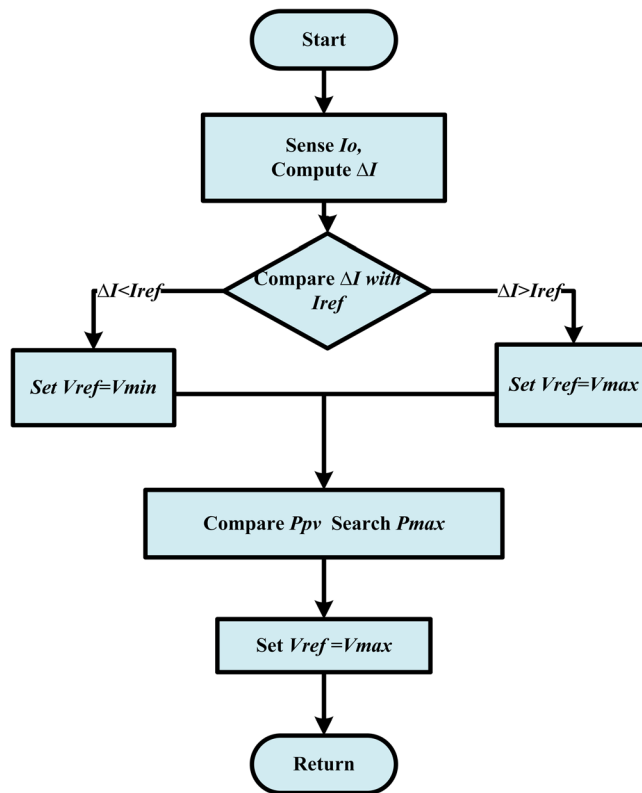 Start
Sense Io,
Compute ΔI
Compare ΔI with
Iref
ΔI<Iref
ΔI>Iref
Set Vref=Vmin
Set Vref=Vmax
Compare Ppv Search Pmax
Set Vref =Vmax
Return